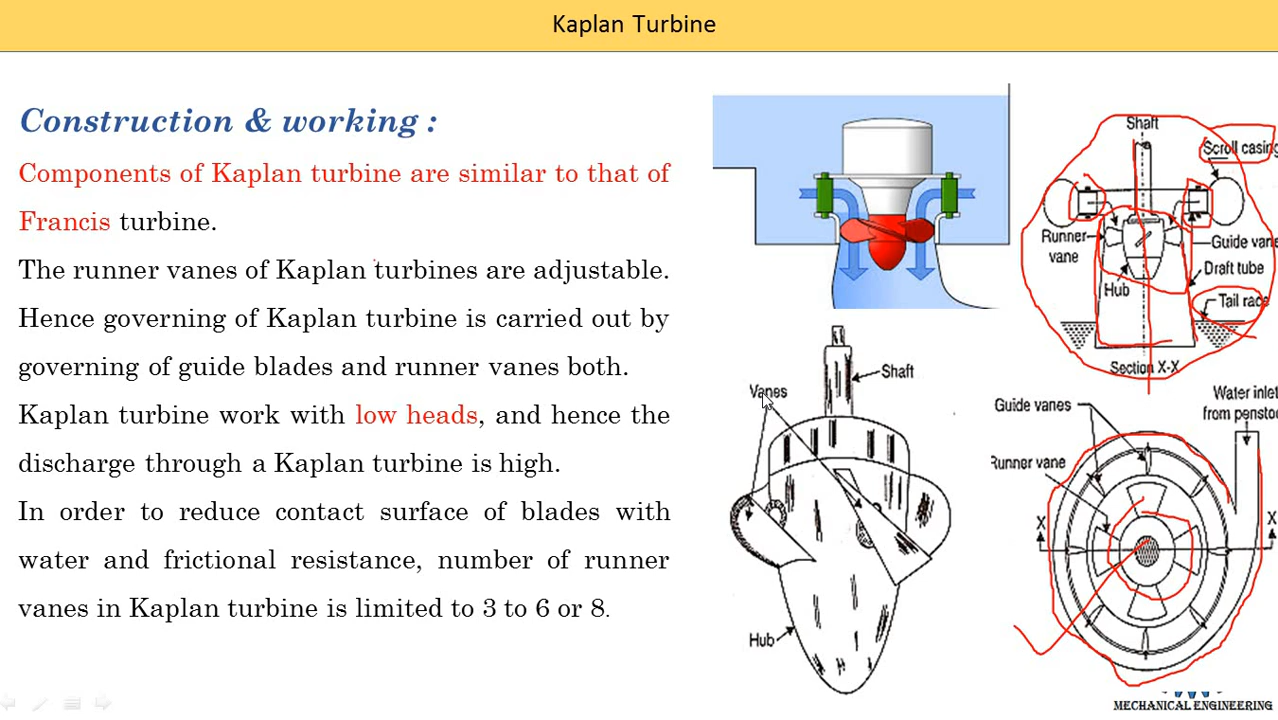 Kaplan Turbine
Construction & working :
Components of Kaplan turbine are similar to that of
Francis turbine.
The runner vanes of Kaplan turbines are adjustable.
Hence governing of Kaplan turbine is carried out by
governing of guide blades and runner vanes both.
Kaplan turbine work with low heads, and hence the
discharge through a Kaplan turbine is high.
In order to reduce contact surface of blades with
water and frictional resistance, number of runner
vanes in Kaplan turbine is limited to 3 to 6 or 8.
Shaft
Scroll casing
Runner
vane
Guide vane
Draft tube
Hub
Tail race
Section X-X
Shaft
Vanes
Hub
Water inlet
from penstoc
Guide vanes
Runner vane
X
X
MECHANICAL ENGINEERING